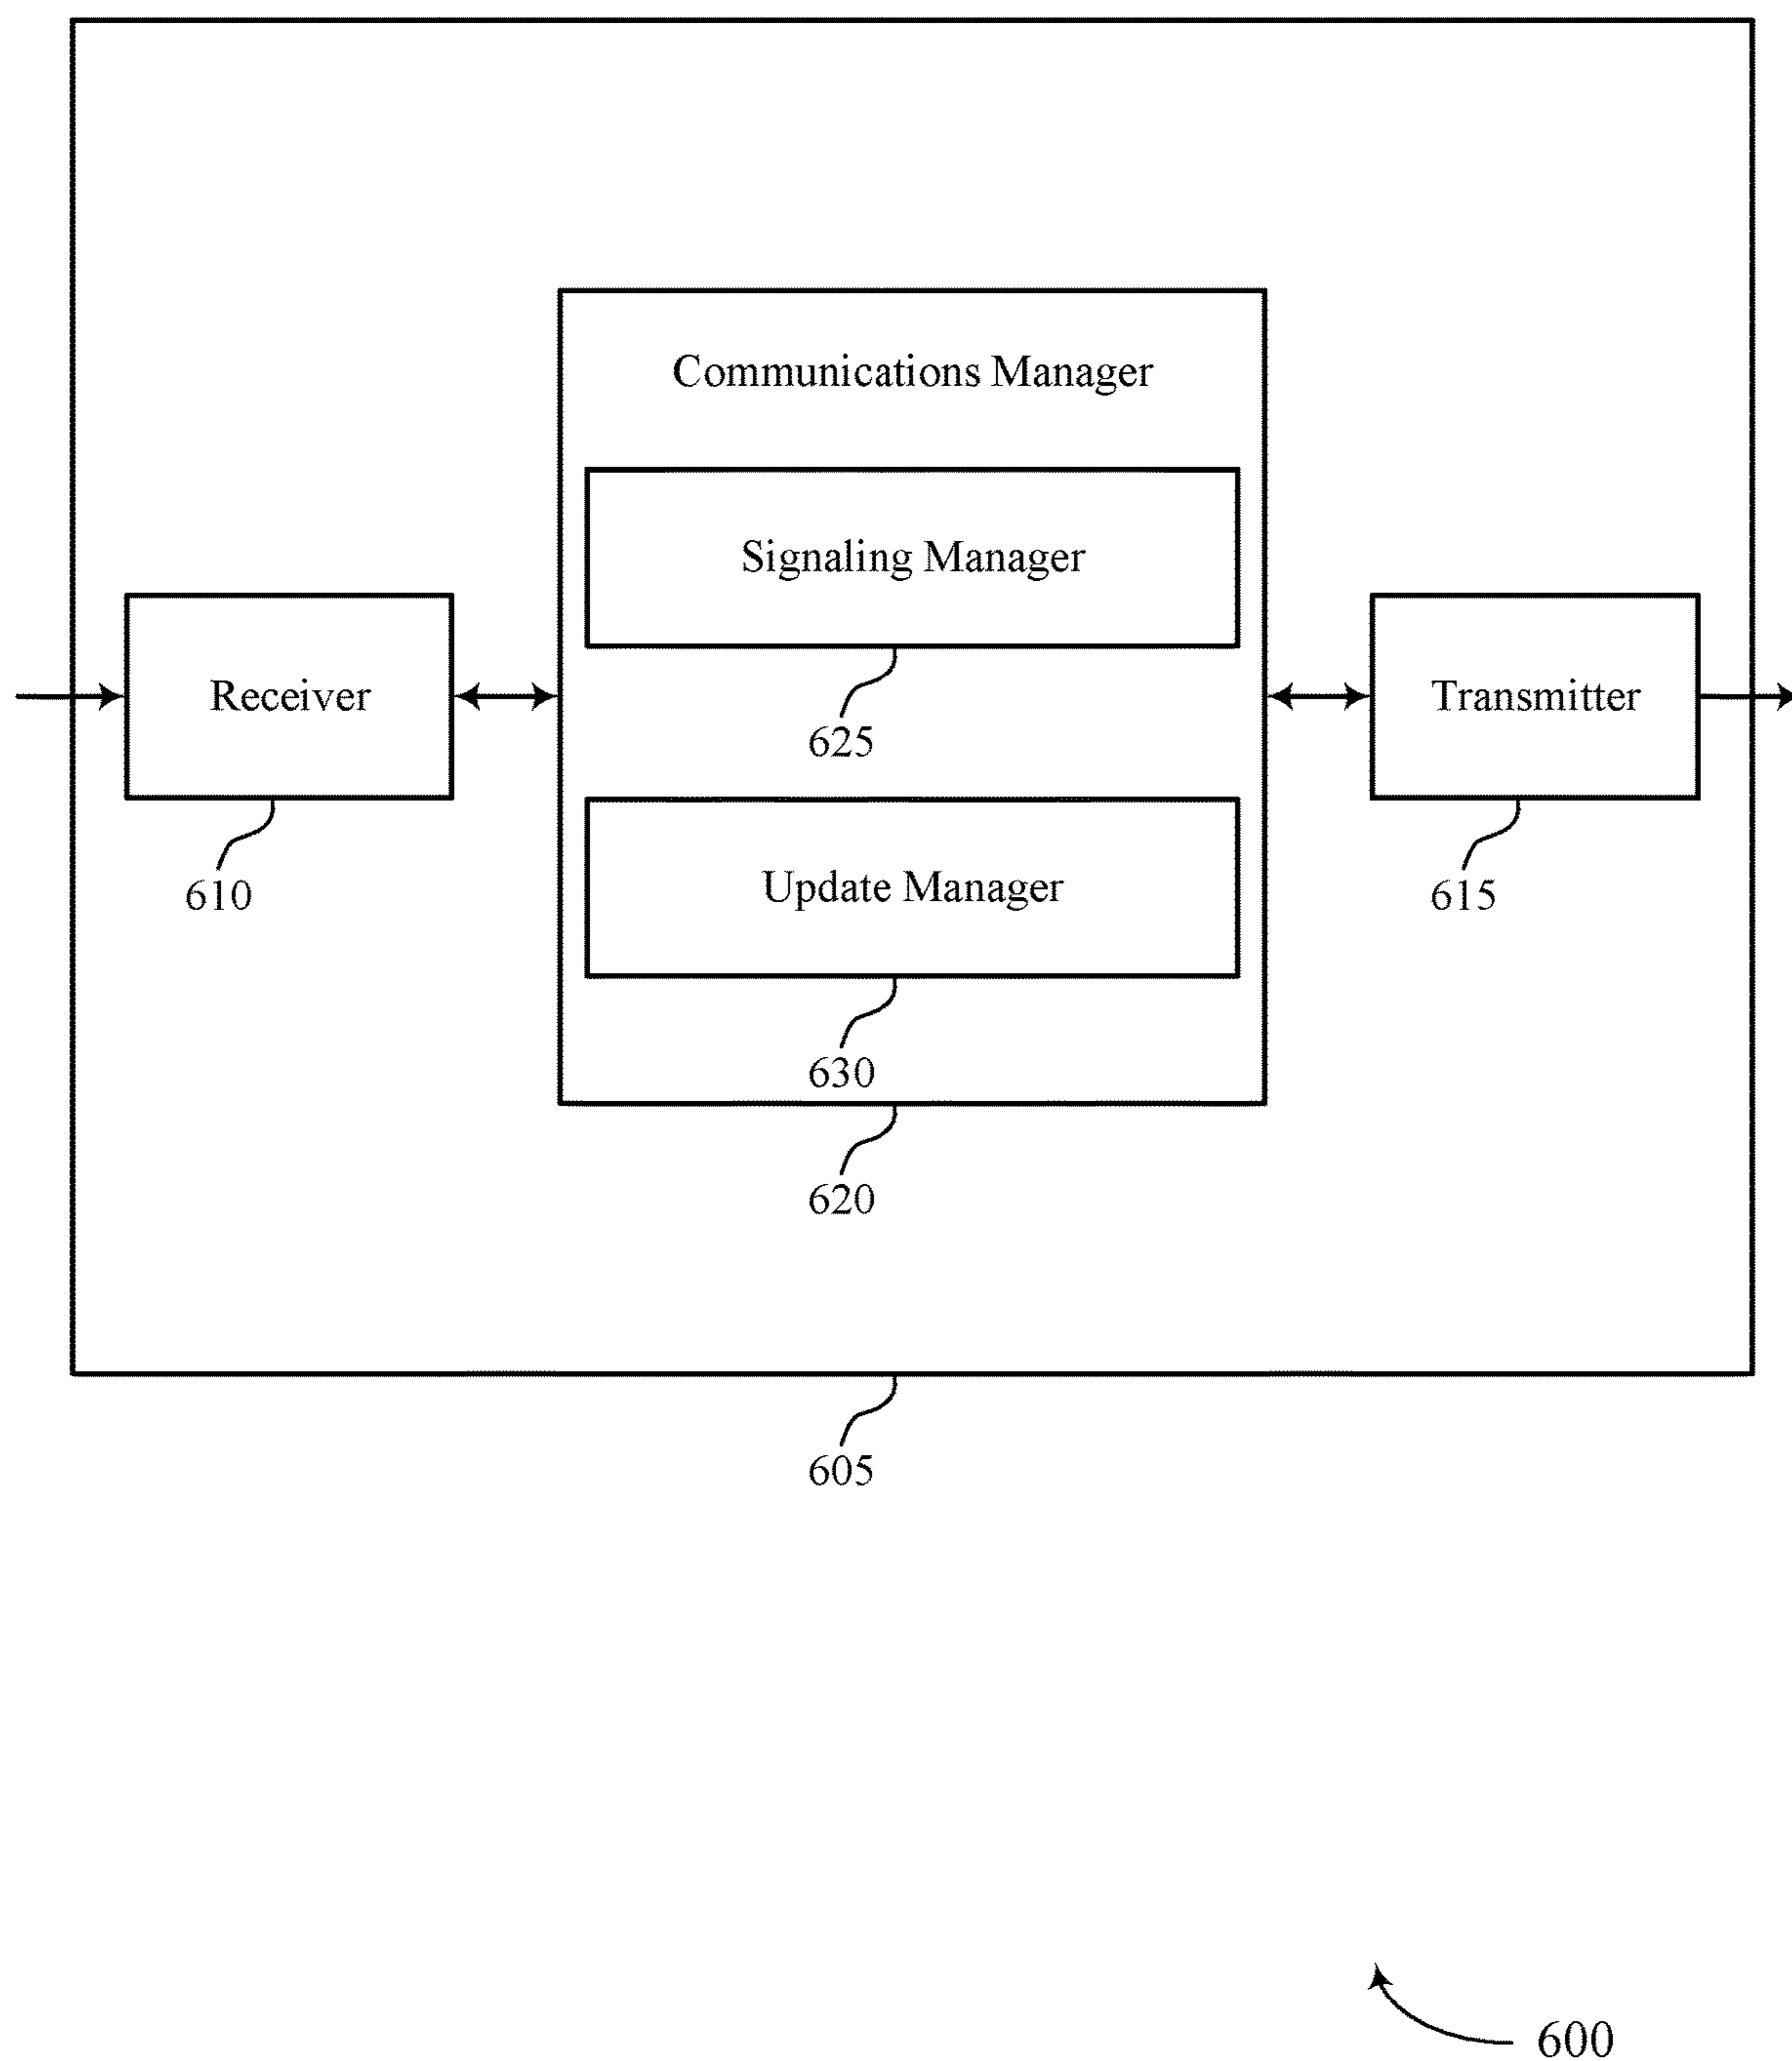 Communications Manager
Signaling Manager
625
Receiver
610
Transmitter
615
Update Manager
630
620
605
600